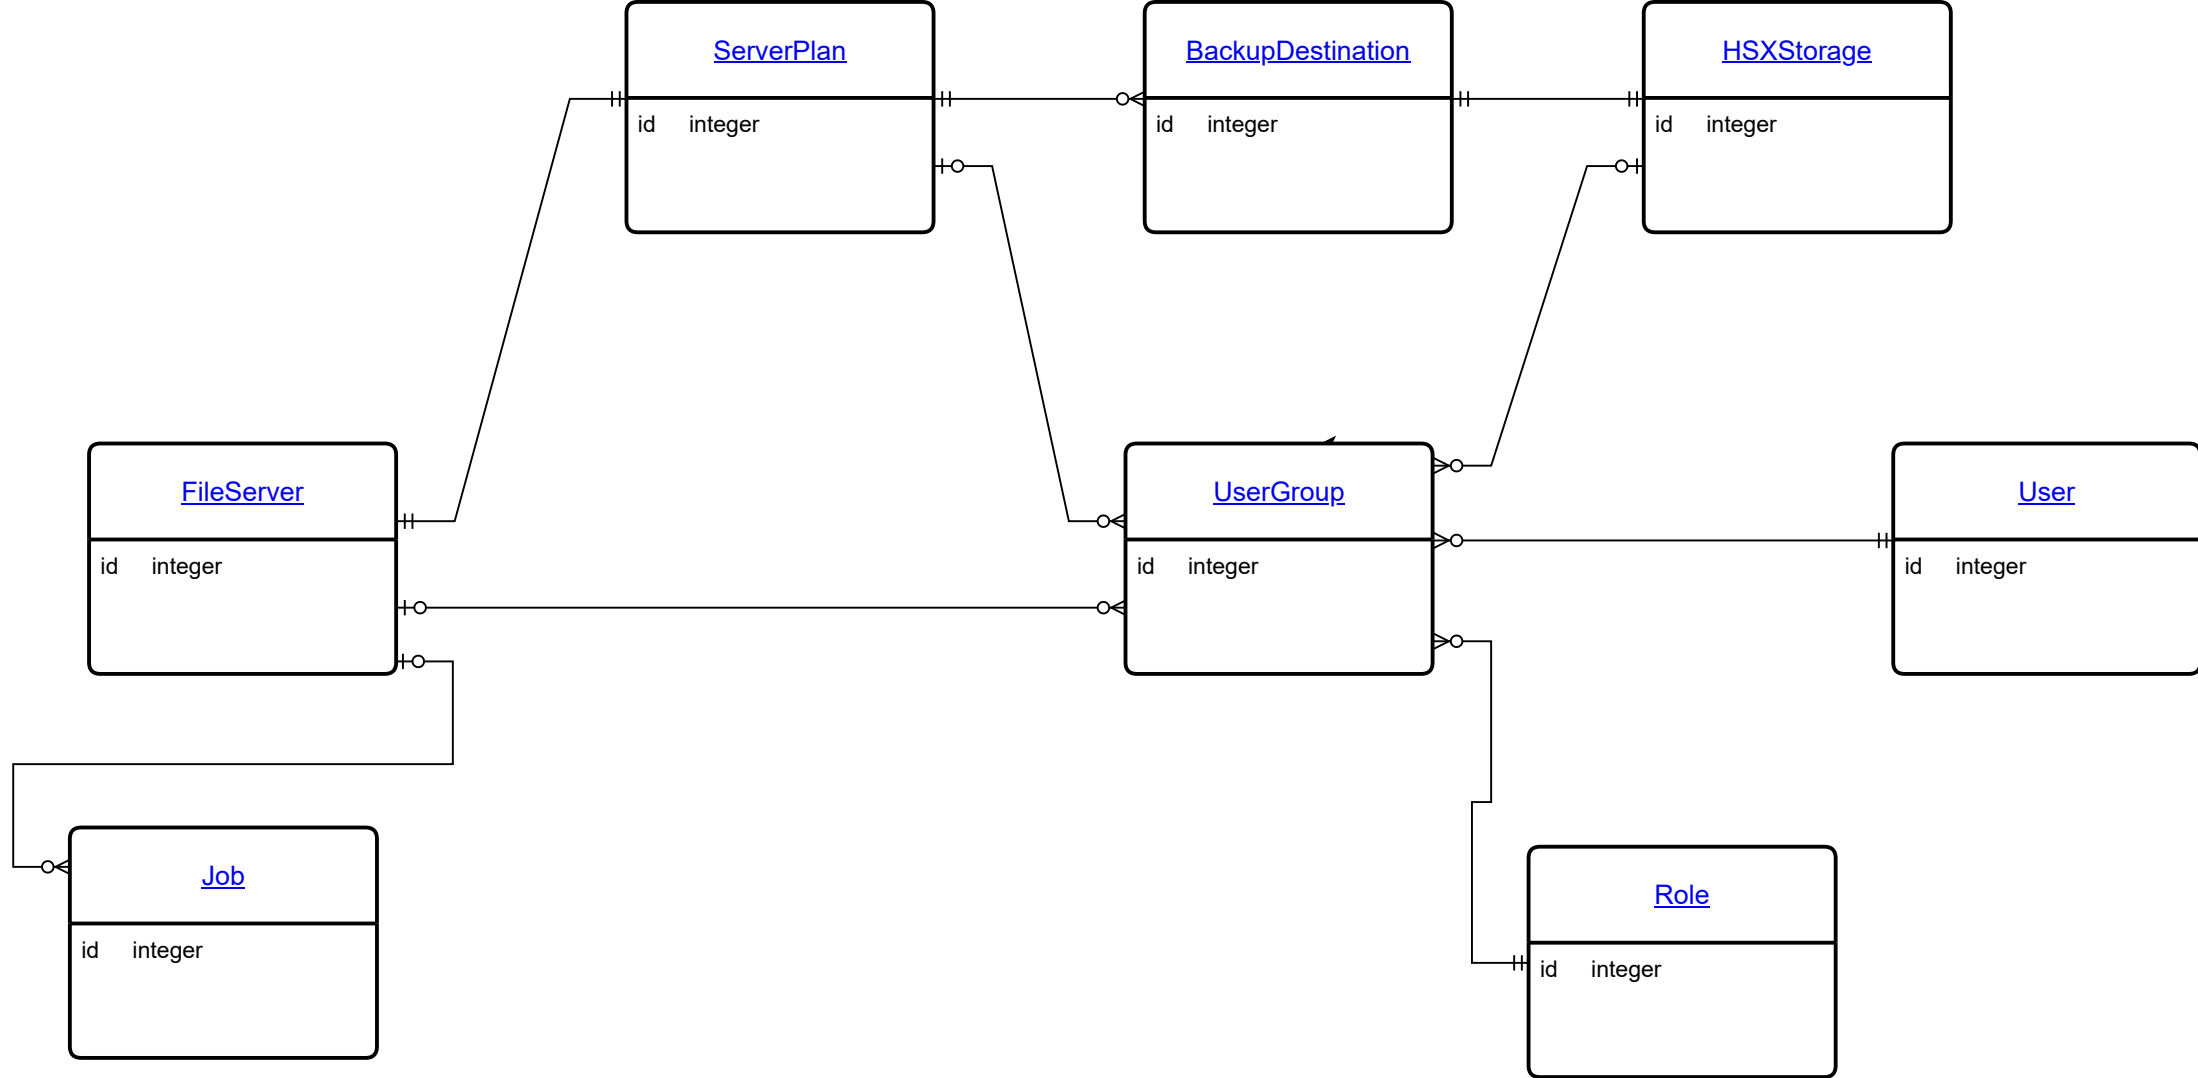 ServerPlan
id integer
BackupDestination
id integer
HSXStorage
id integer
FileServer
id integer
UserGroup
id integer
User
id integer
Job
id integer
Role
id integer